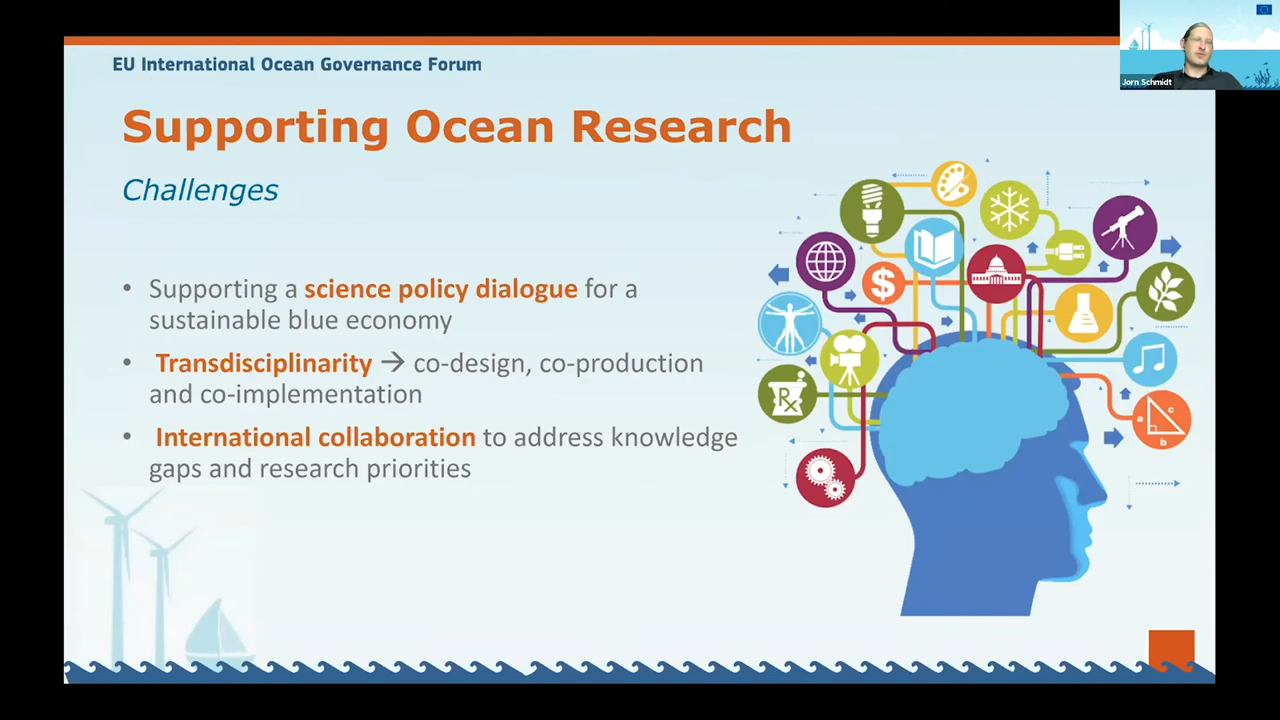 EU International Ocean Governance Forum
Jorn Schmidt
Supporting Ocean Research
Challenges
• Supporting a science policy dialogue for a
sustainable blue economy
• Transdisciplinarity → co-design, co-production
and co-implementation
• International collaboration to address knowledge
gaps and research priorities
$
Rx
a
c
b